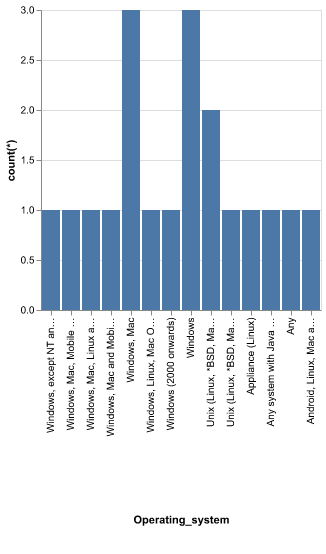 3.0
2.5
2.0
1.5
1.0
0.5
0.0
count(*)
Windows, except NT an…
Windows, Mac, Mobile …
Windows, Mac, Linux a…
Windows, Mac and Mobi…
Windows, Mac
Windows, Linux, Mac O…
Windows (2000 onwards)
Windows
Unix (Linux, *BSD, Ma…
Unix (Linux, *BSD, Ma…
Appliance (Linux)
Any system with Java …
Any
Android, Linux, Mac a…
Operating_system